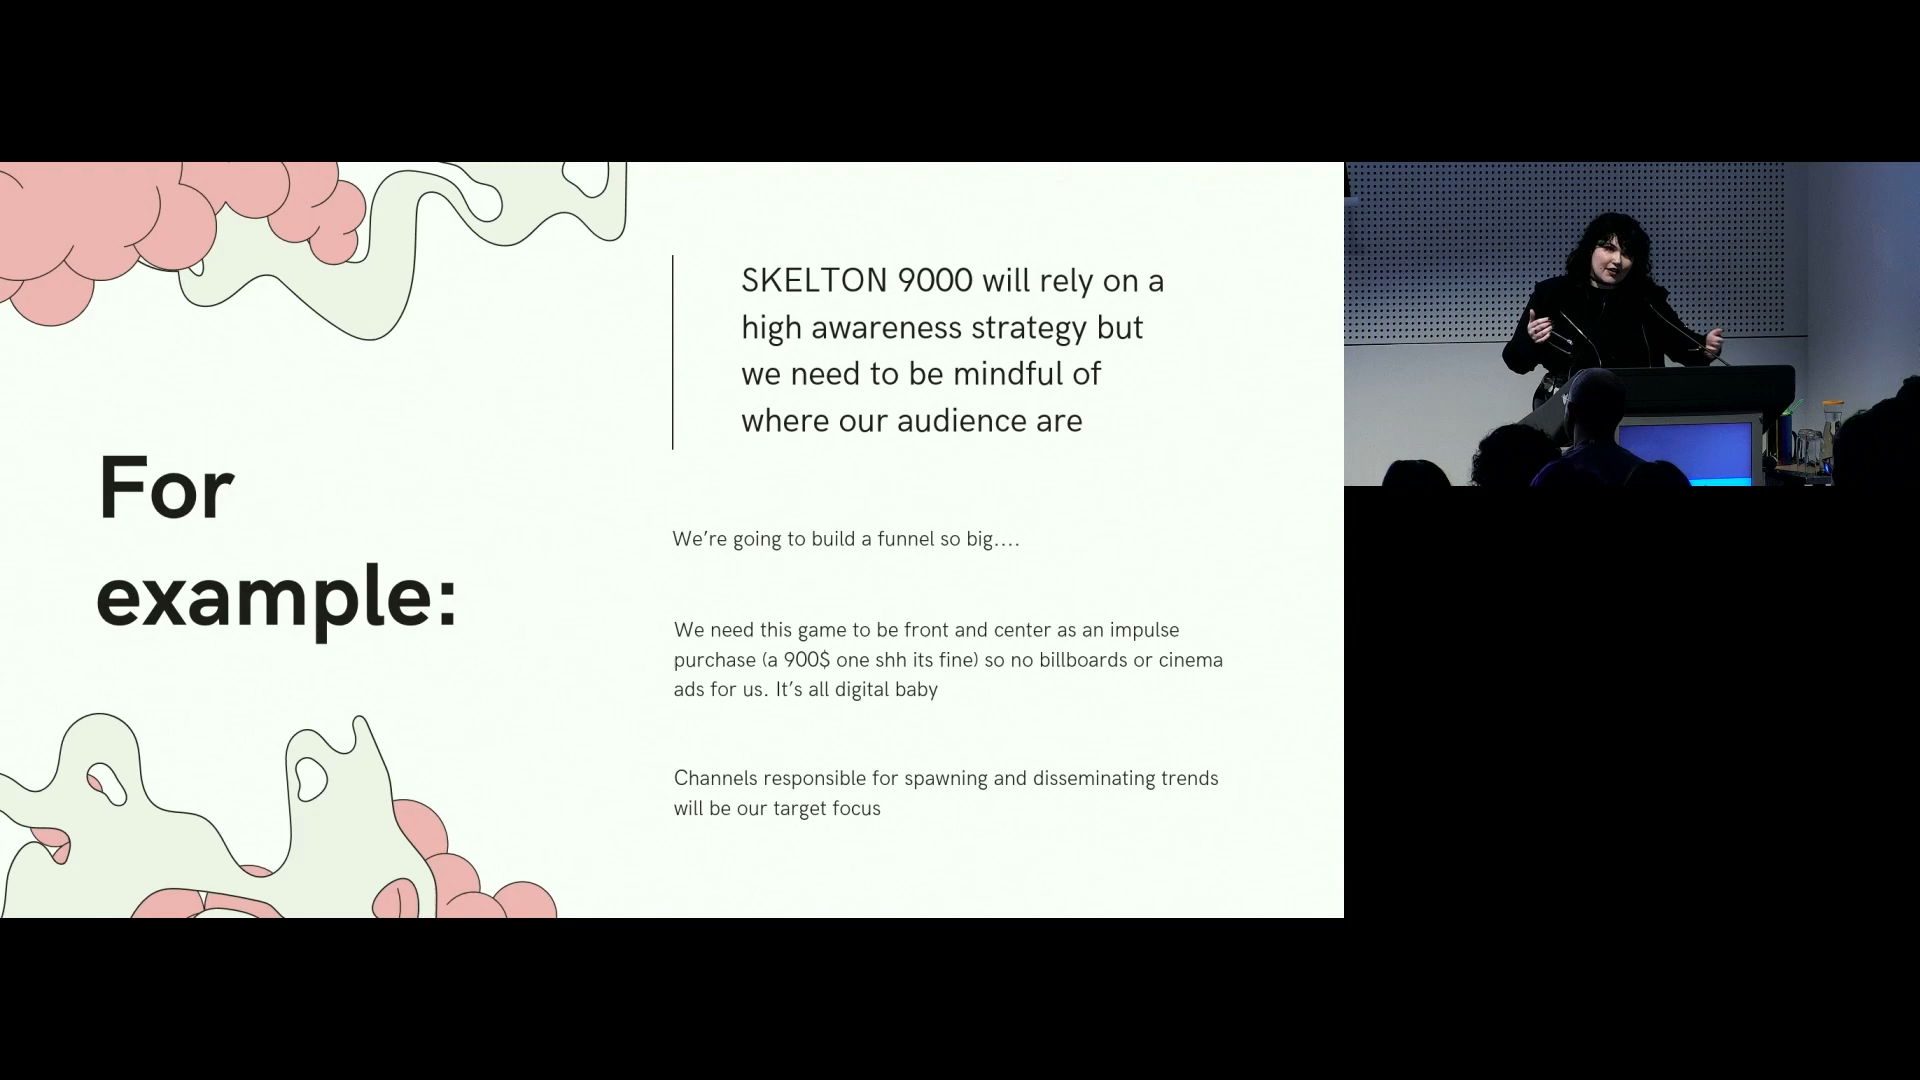 For
example:
SKELTON 9000 will rely on a
high awareness strategy but
we need to be mindful of
where our audience are
We’re going to build a funnel so big....
We need this game to be front and center as an impulse
purchase (a 900$ one shh its fine) so no billboards or cinema
ads for us. It’s all digital baby
Channels responsible for spawning and disseminating trends
will be our target focus